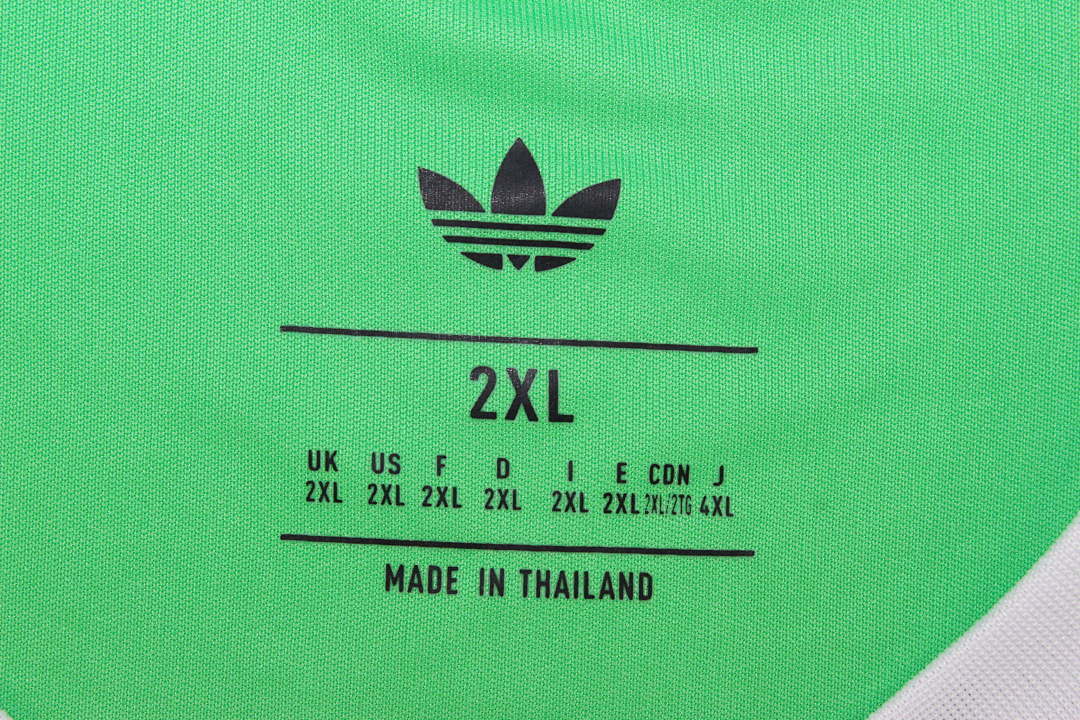 2XL
UK US F D I E CDN J
2XL 2XL 2XL 2XL 2XL 2XL 2XL/2TG 4XL
MADE IN THAILAND